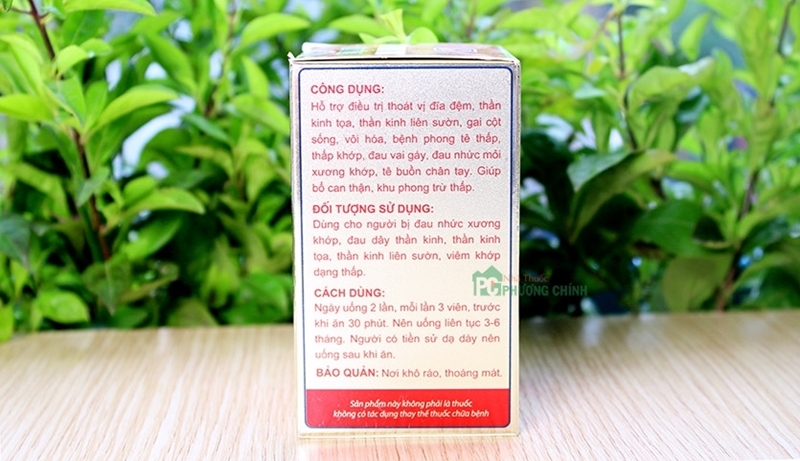 CÔNG DỤNG:
Hỗ trợ điều trị thoát vị đĩa đệm, thần
kinh tọa, thần kinh liên sườn, gai cột
sống, vôi hóa, bệnh phong tê thấp,
thấp khớp, đau vai gáy, đau nhức mỏi
xương khớp, tê buồn chân tay. Giúp
bổ can thận, khu phong trừ thấp.
ĐỐI TƯỢNG SỬ DỤNG:
Dùng cho người bị đau nhức xương
khớp, đau dây thần kinh, thần kinh
tọa, thần kinh liên sườn, viêm khớp
dạng thấp.
CÁCH DÙNG:
Ngày uống 2 lần, mỗi lần 3 viên, trước
khi ăn 30 phút. Nên uống liên tục 3-6
tháng. Người có tiền sử dạ dày nên
uống sau khi ăn.
BẢO QUẢN: Nơi khô ráo, thoáng mát.
Sản phẩm này không phải là thuốc
không có tác dụng thay thế thuốc chữa bệnh
Nhà Thuốc
PC PHƯƠNG CHÍNH